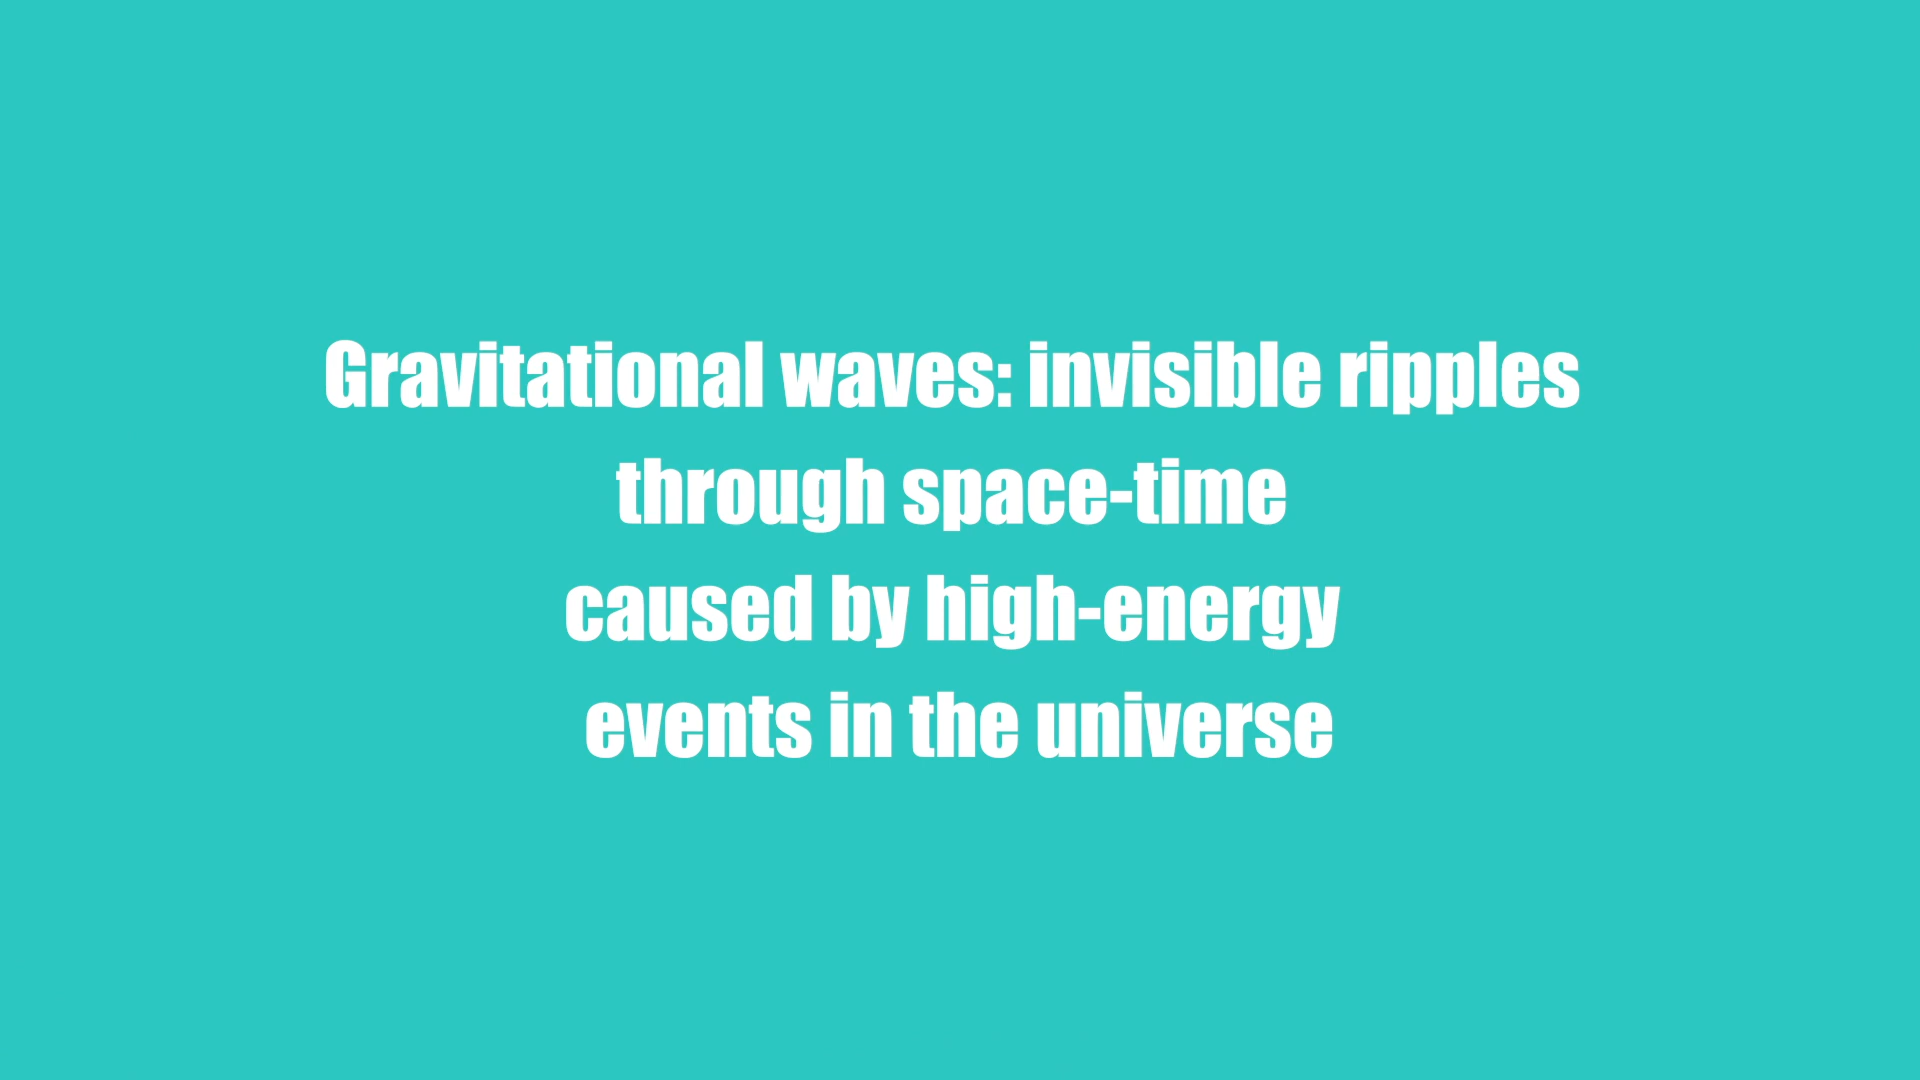 Gravitational waves: invisible ripples
through space-time
caused by high-energy
events in the universe